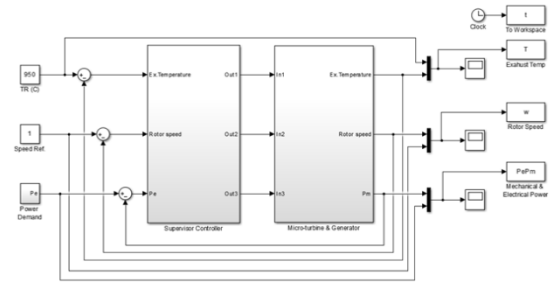 t
Clock
To Workspace
950
TR (C)
Ex.Temperature
Out1
In1
Ex.Temperature
T
Exahust Temp
1
Speed Ref.
Rotor speed
Out2
In2
Rotor speed
w
Rotor Speed
Pe
Power
Demand
Pe
Out3
In3
Pm
PePm
Mechanical &
Electrical Power
Supervisor Controller
Micro-turbine & Generator